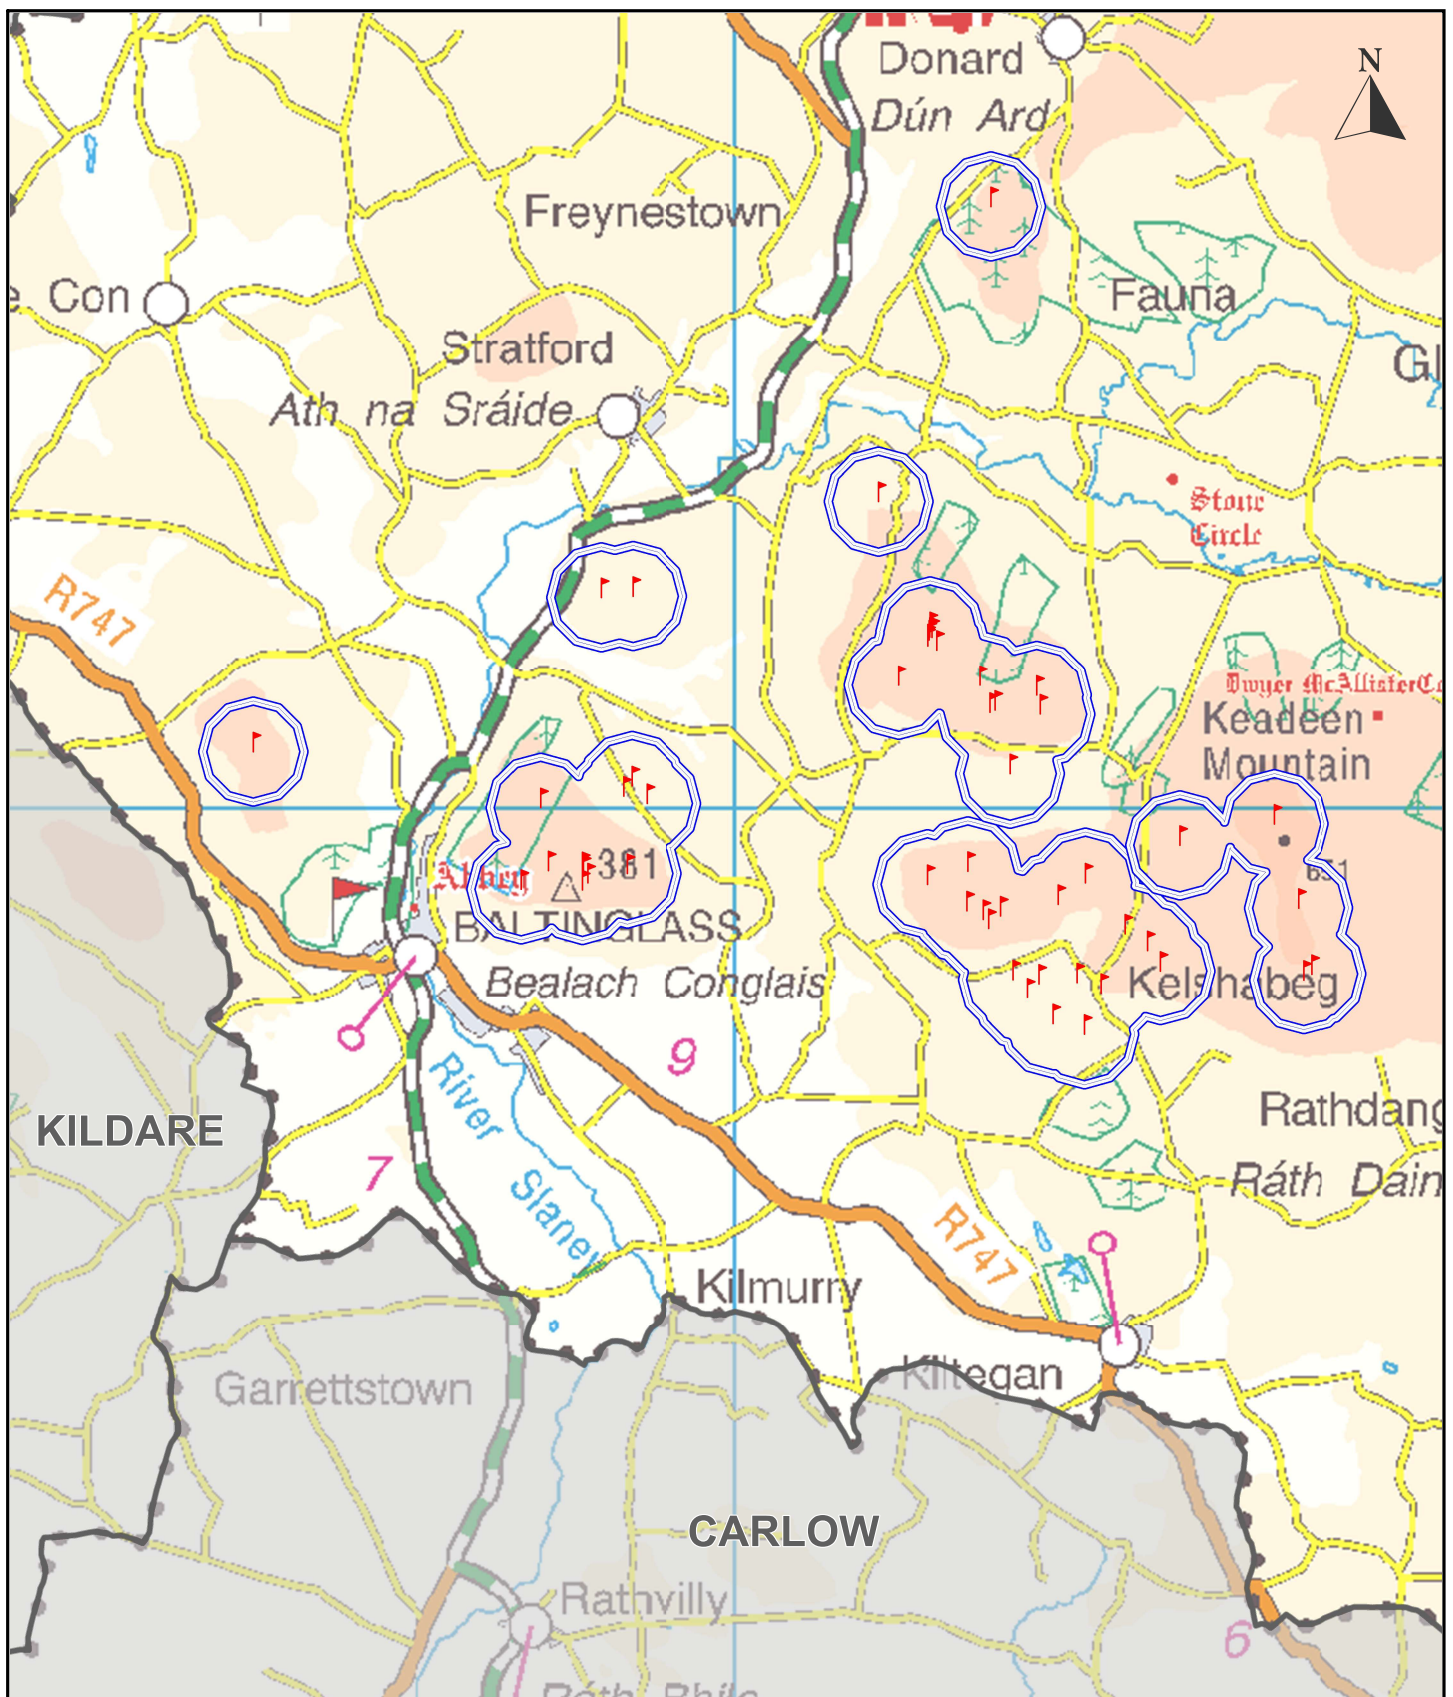 N
Donard
Dún Ard
Freynestown
Con
Fauna
Stratford
Ath na Sráide
Gl
Stone
Circle
R747
Dwyer McAllister
Keadeen
Mountain
381
Abbey
651
BALTINGLASS
Bealach Conglais
Kelshabeg
9
River Slaney
Rathdang
KILDARE
7
Ráth Dain
R747
Kilmurry
Kiltegan
Garrettstown
CARLOW
Rathvilly
6